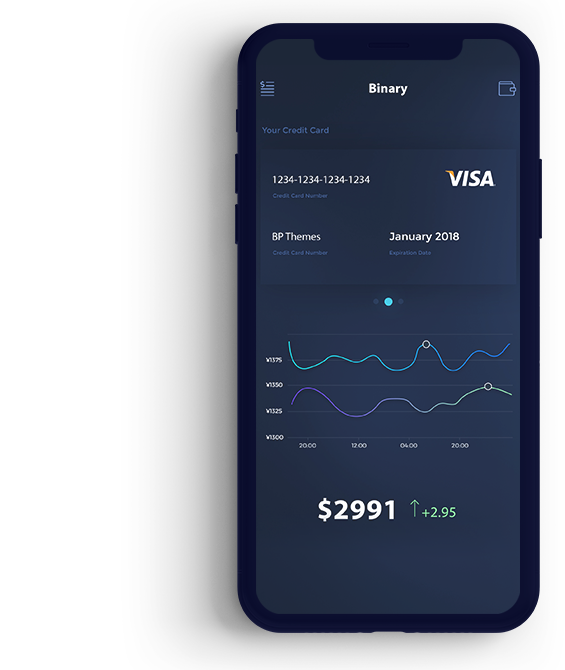 $
Binary
Your Credit Card
1234-1234-1234-1234
VISA
Credit Card Number
BP Themes
January 2018
Credit Card Number
Expiration Date
¥1375
¥1350
¥1325
¥1300
20:00
12:00
04:00
20:00
$2991
+2.95